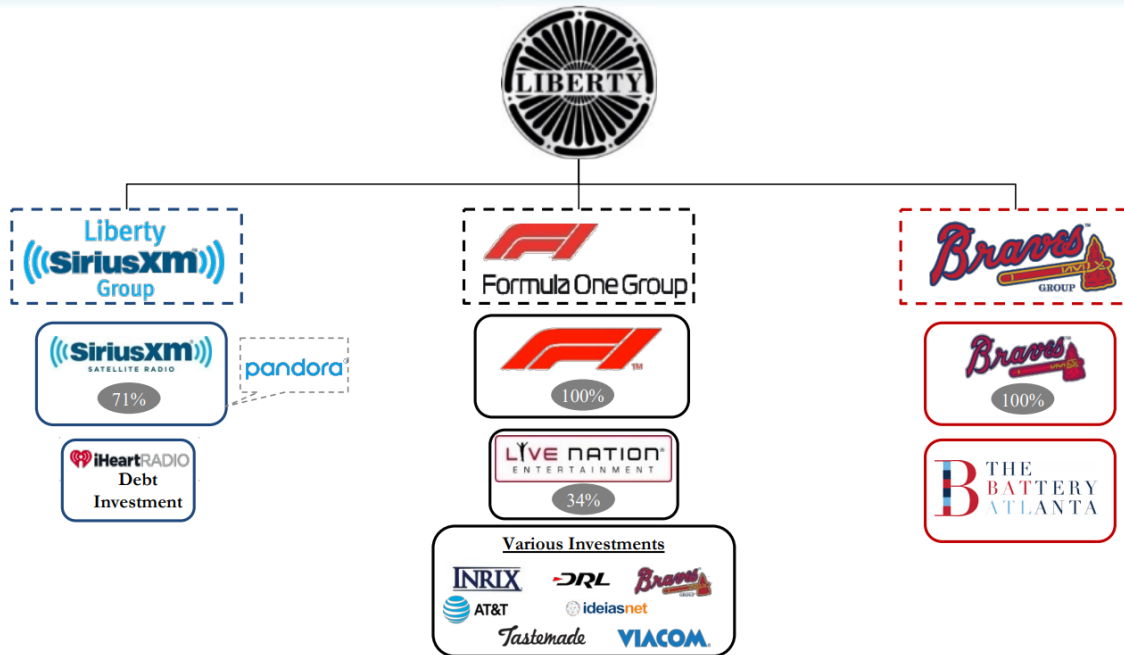 LIBERTY
Liberty
SiriusXM
Group
Formula One Group
Braves
GROUP
SiriusXM
SATELLITE RADIO
71%
pandora
100%
Braves
100%
iHeartRADIO
Debt
Investment
LIVE NATION
ENTERTAINMENT
34%
THE
BATTERY
ATLANTA
Various Investments
INRIX
DRL
Braves
GROUP
AT&T
ideiasnet
Tastemade
VIACOM